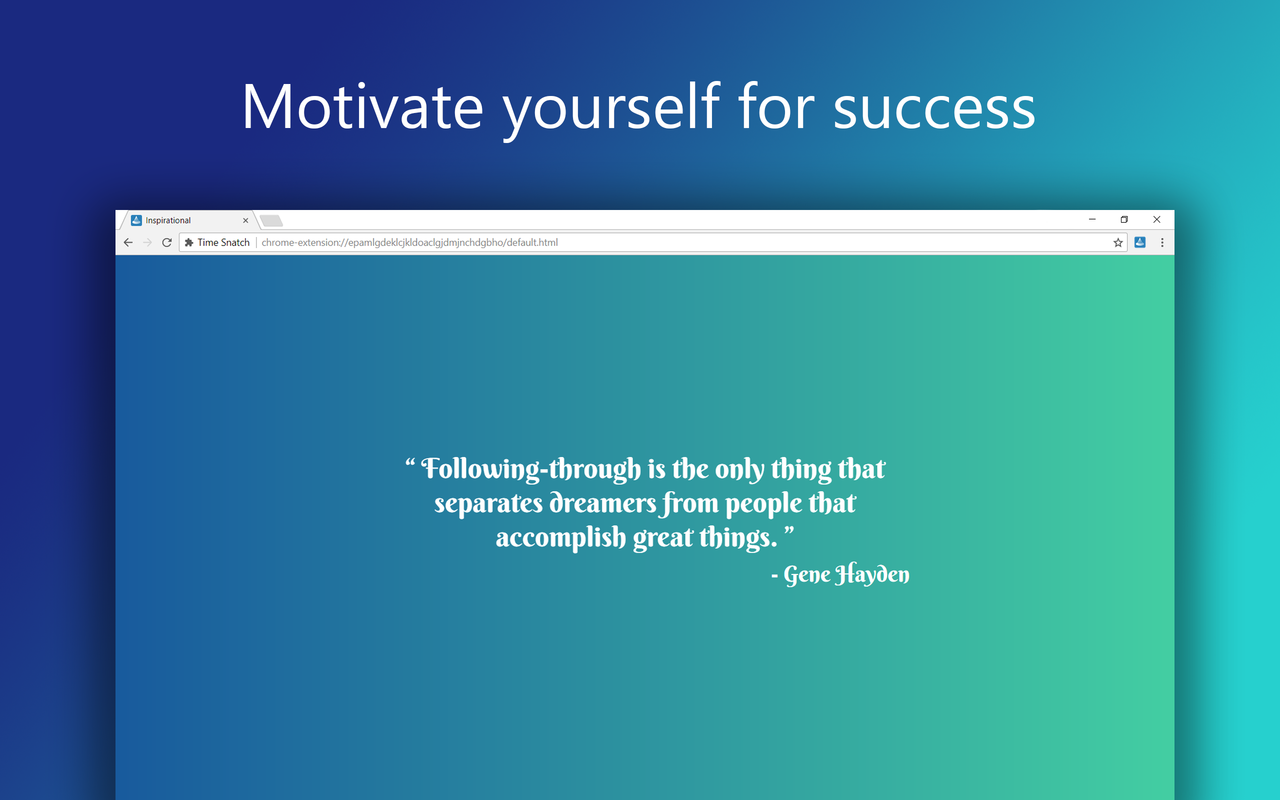 Motivate yourself for success
Inspirational
Time Snatch | chrome-extension://epamlgdeklcjkldoaclgjdmjnchdgbho/default.html
“ Following-through is the only thing that
separates dreamers from people that
accomplish great things. ”
- Gene Hayden